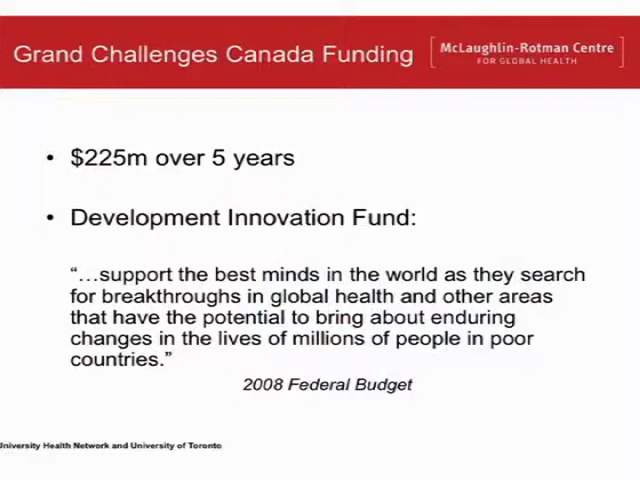 Grand Challenges Canada Funding
McLaughlin-Rotman Centre
FOR GLOBAL HEALTH
• $225m over 5 years
• Development Innovation Fund:
“…support the best minds in the world as they search
for breakthroughs in global health and other areas
that have the potential to bring about enduring
changes in the lives of millions of people in poor
countries.”
2008 Federal Budget
University Health Network and University of Toronto